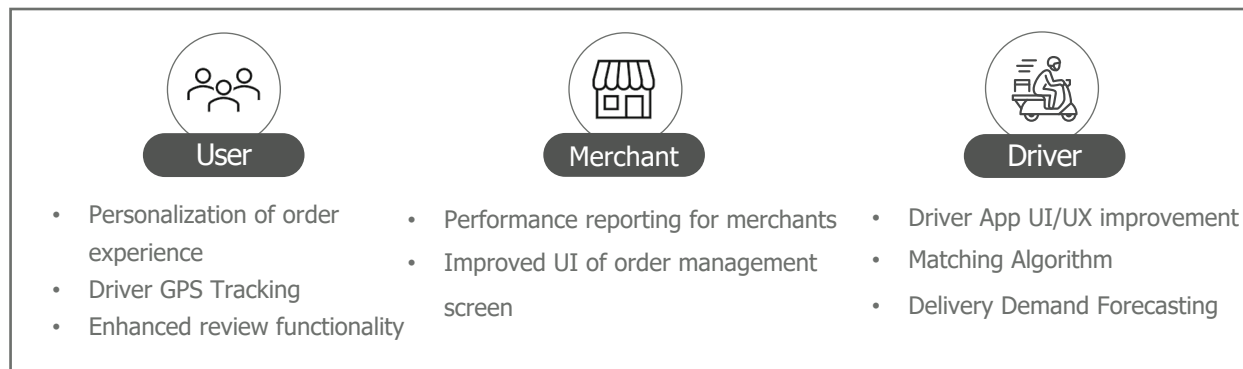 User
• Personalization of order
experience
• Driver GPS Tracking
• Enhanced review functionality
Merchant
• Performance reporting for merchants
• Improved UI of order management
screen
Driver
• Driver App UI/UX improvement
• Matching Algorithm
• Delivery Demand Forecasting